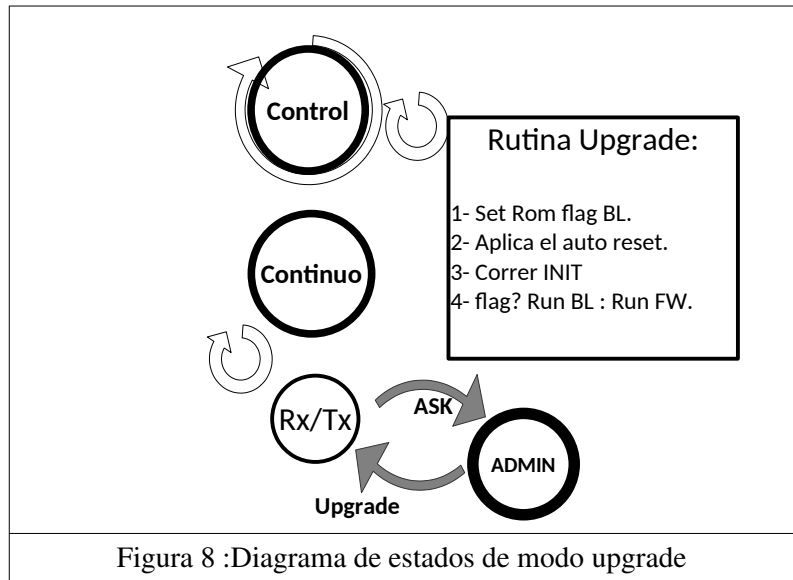 Control
Rutina Upgrade:
1- Set Rom flag BL.
2- Aplica el auto reset.
3- Correr INIT
4- flag? Run BL : Run FW.
Continuo
Rx/Tx
ASK
ADMIN
Upgrade
Figura 8 :Diagrama de estados de modo upgrade